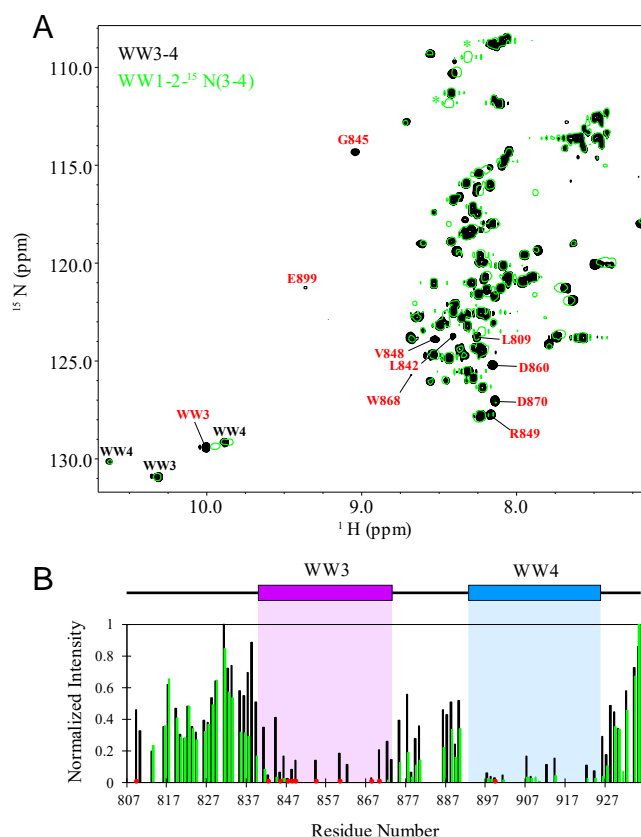 A
WW3-4
WW1-2-¹⁵ N(3-4)
110.0
115.0
120.0
125.0
130.0
¹⁵ N (ppm)
*
*
G845
E899
V848
L842
W868
L809
D860
D870
R849
WW3
WW4
WW4
WW3
10.0
9.0
8.0
¹ H (ppm)
B
WW3
WW4
Normalized Intensity
1
0.8
0.6
0.4
0.2
0
807
817
827
837
847
857
867
877
887
897
907
917
927
Residue Number